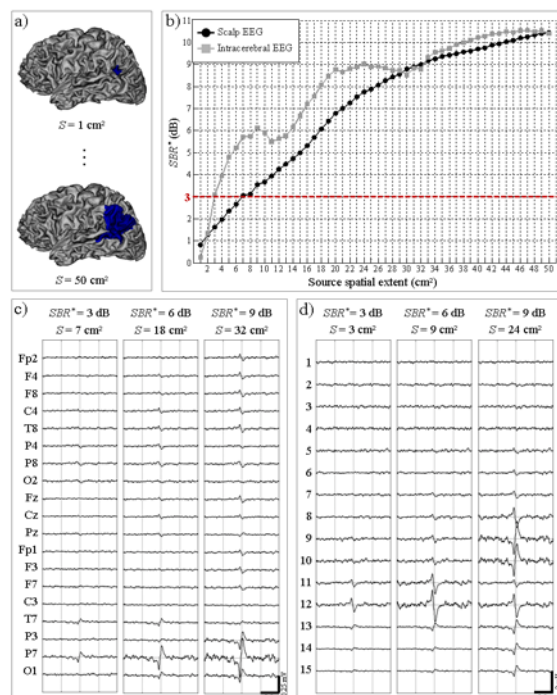 a)
S = 1 cm²
S = 50 cm²
b)
Scalp EEG
Intracerebral EEG
SBR* (dB)
11
10
9
8
7
6
5
4
3
2
1
0
2 4 6 8 10 12 14 16 18 20 22 24 26 28 30 32 34 36 38 40 42 44 46 48 50
Source spatial extent (cm²)
c)
SBR* = 3 dB SBR* = 6 dB SBR* = 9 dB
S = 7 cm² S = 18 cm² S = 32 cm²
Fp2
F4
F8
C4
T8
P4
P8
O2
Fz
Cz
Pz
Fp1
F3
F7
C3
T7
P3
P7
O1
d)
SBR* = 3 dB SBR* = 6 dB SBR* = 9 dB
S = 3 cm² S = 9 cm² S = 24 cm²
1
2
3
4
5
6
7
8
9
10
11
12
13
14
15